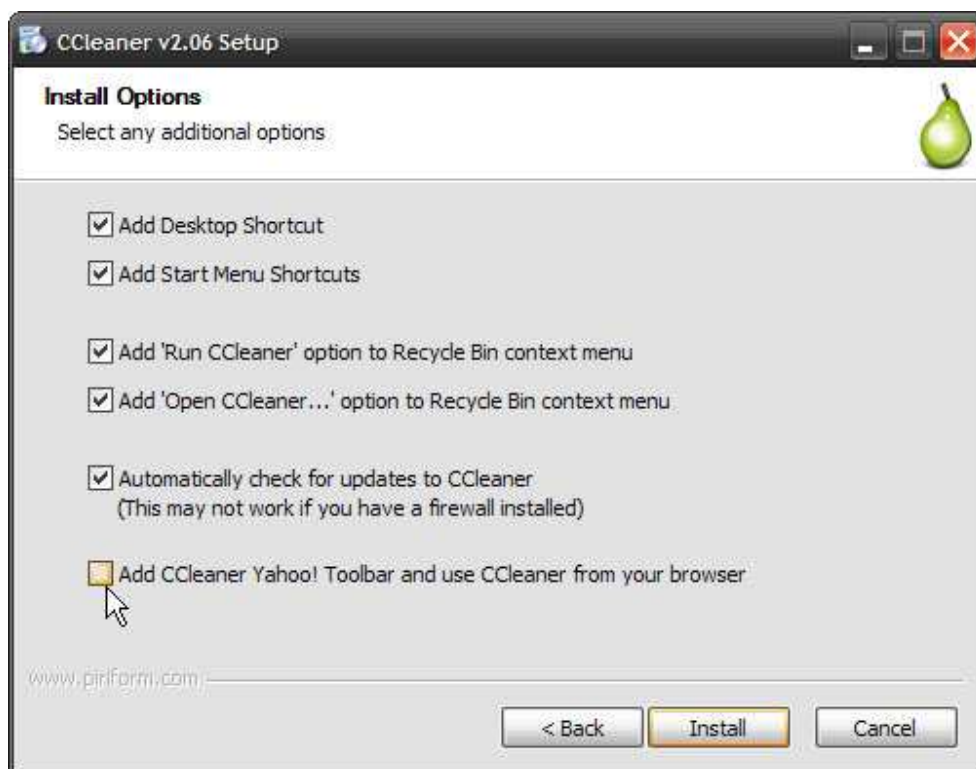 CCleaner v2.06 Setup
Install Options
Select any additional options
Add Desktop Shortcut
Add Start Menu Shortcuts
Add 'Run CCleaner' option to Recycle Bin context menu
Add 'Open CCleaner...' option to Recycle Bin context menu
Automatically check for updates to CCleaner
(This may not work if you have a firewall installed)
Add CCleaner Yahoo! Toolbar and use CCleaner from your browser
www.piriform.com
< Back Install Cancel